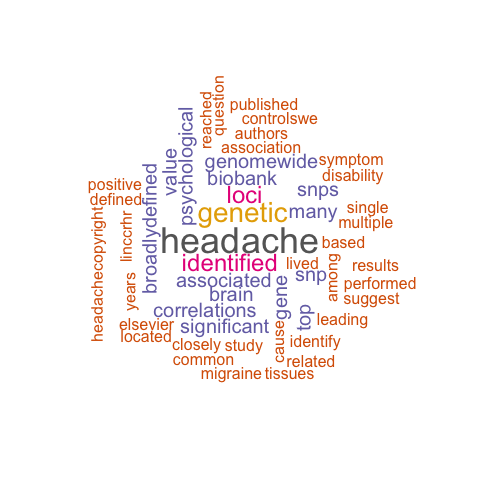 reached
question
published
controlswe
authors
association
psychological
value
genomewide
symptom
disability
biobank
broadlydefined
positive
defined
loci
snps
genetic
many
single
multiple
headachecopyright
linccrhr
headache
based
identified
lived
snp
among
results
years
associated
gene
performed
brain
suggest
correlations
top
leading
elsevier
significant
located
closely
study
cause
identify
common
related
migraine
tissues